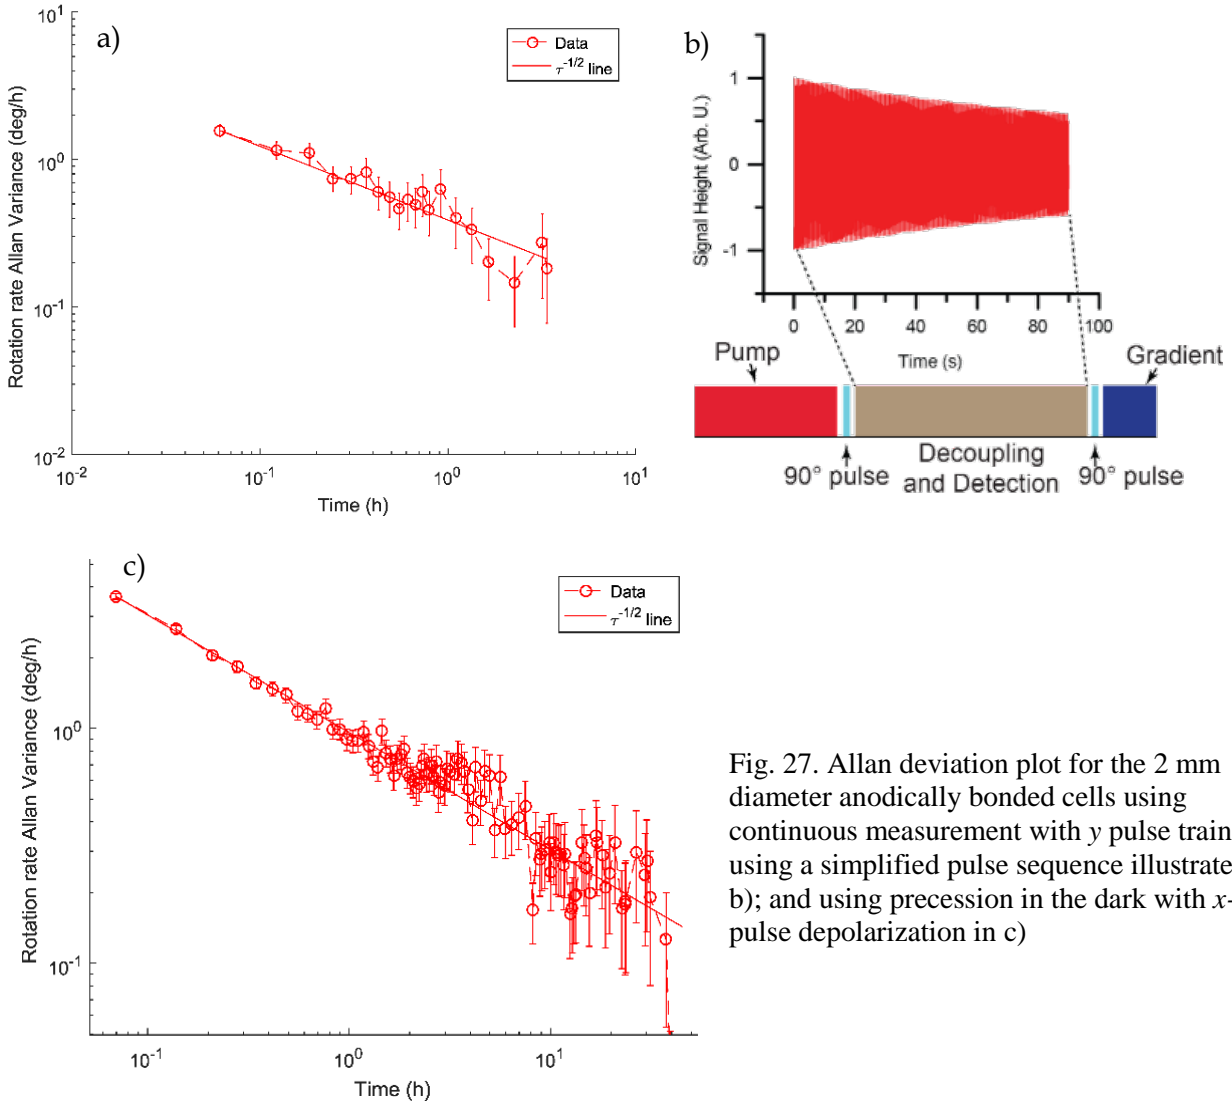 a)
Rotation rate Allan Variance (deg/h)
10^1
10^0
10^-1
10^-2
10^-2
10^-1
10^0
10^1
Time (h)
Data
τ^-1/2 line
b)
Signal Height (Arb. U.)
1
0
-1
0 20 40 60 80 100
Time (s)
Pump
Gradient
90° pulse
Decoupling
and Detection
90° pulse
c)
Rotation rate Allan Variance (deg/h)
10^0
10^-1
10^-1
10^0
10^1
Time (h)
Data
τ^-1/2 line
Fig. 27. Allan deviation plot for the 2 mm
diameter anodically bonded cells using
continuous measurement with y pulse train
using a simplified pulse sequence illustrate
b); and using precession in the dark with x-
pulse depolarization in c)